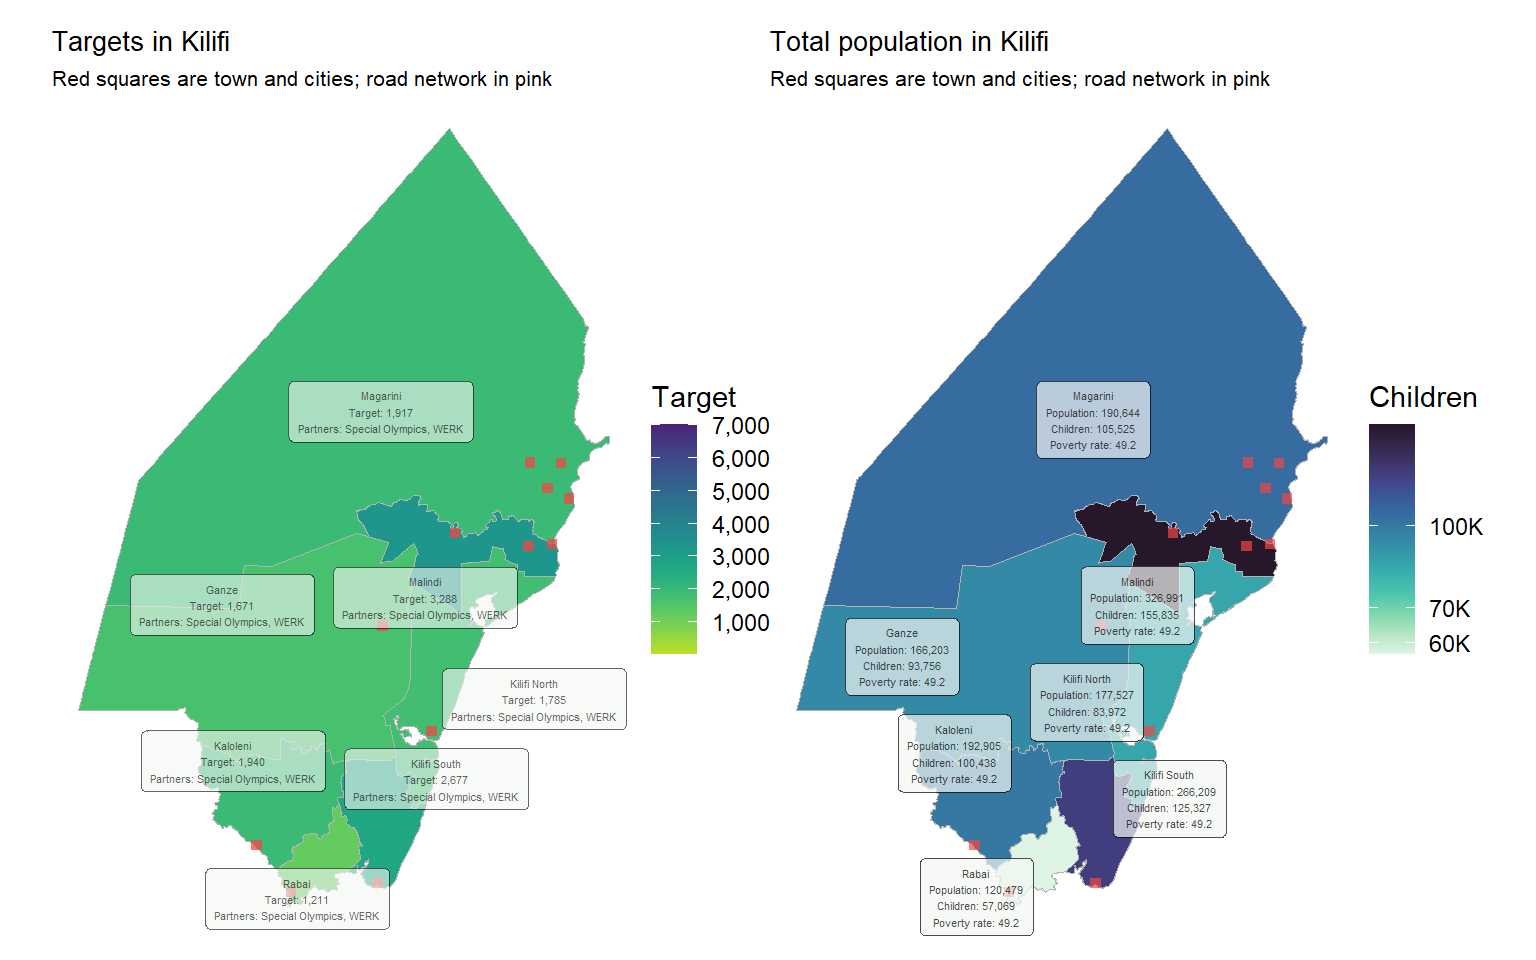 Targets in Kilifi
Red squares are town and cities; road network in pink
Magarini
Target: 1,917
Partners: Special Olympics, WERK
Ganze
Target: 1,671
Partners: Special Olympics, WERK
Malindi
Target: 3,288
Partners: Special Olympics, WERK
Kilifi North
Target: 1,785
Partners: Special Olympics, WERK
Kaloleni
Target: 1,940
Partners: Special Olympics, WERK
Kilifi South
Target: 2,677
Partners: Special Olympics, WERK
Rabai
Target: 1,211
Partners: Special Olympics, WERK
Target
7,000
6,000
5,000
4,000
3,000
2,000
1,000
Total population in Kilifi
Red squares are town and cities; road network in pink
Magarini
Population: 190,644
Children: 105,525
Poverty rate: 49.2
Malindi
Population: 326,991
Children: 155,835
Poverty rate: 49.2
Ganze
Population: 166,203
Children: 93,756
Poverty rate: 49.2
Kilifi North
Population: 177,527
Children: 83,972
Poverty rate: 49.2
Kaloleni
Population: 192,905
Children: 100,438
Poverty rate: 49.2
Kilifi South
Population: 266,209
Children: 125,327
Poverty rate: 49.2
Rabai
Population: 120,479
Children: 57,069
Poverty rate: 49.2
Children
100K
70K
60K